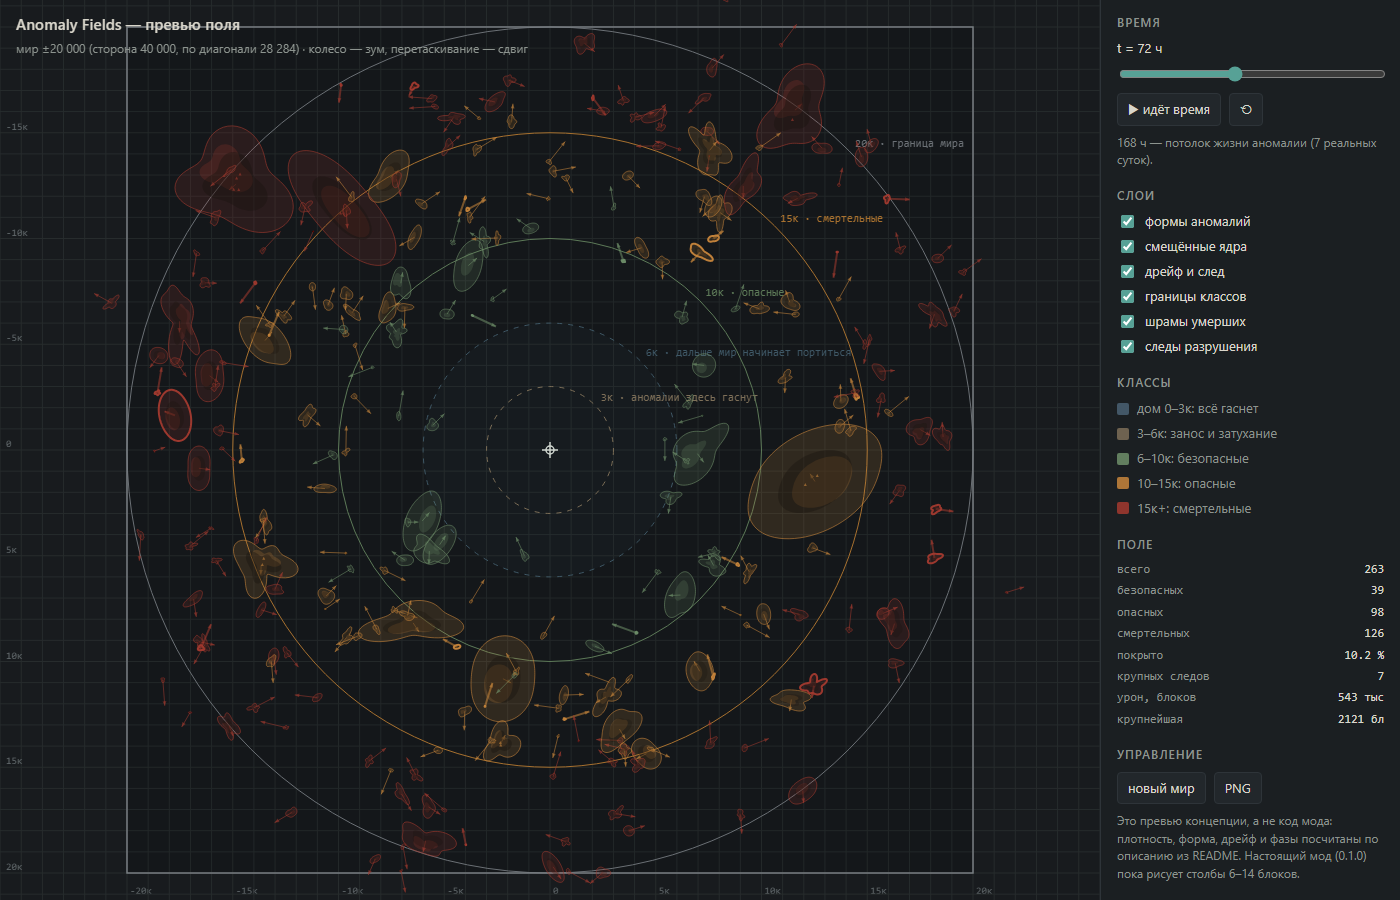 Anomaly Fields — превью поля
мир ±20 000 (сторона 40 000, по диагонали 28 284) · колесо — зум, перетаскивание — сдвиг
20к · граница мира
15к · смертельные
10к · опасные
6к · дальше мир начинает портиться
3к · аномалии здесь гаснут
-15к
-10к
-5к
0
5к
10к
15к
20к
-20к
-15к
-10к
-5к
0
5к
10к
15к
20к
ВРЕМЯ
t = 72 ч
▶ идёт время
⟲
168 ч — потолок жизни аномалии (7 реальных
суток).
СЛОИ
формы аномалий
смещённые ядра
дрейф и след
границы классов
шрамы умерших
следы разрушения
КЛАССЫ
дом 0–3к: всё гаснет
3–6к: занос и затухание
6–10к: безопасные
10–15к: опасные
15к+: смертельные
ПОЛЕ
всего 263
безопасных 39
опасных 98
смертельных 126
покрыто 10.2 %
крупных следов 7
урон, блоков 543 тыс
крупнейшая 2121 бл
УПРАВЛЕНИЕ
новый мир
PNG
Это превью концепции, а не код мода:
плотность, форма, дрейф и фазы посчитаны по
описанию из README. Настоящий мод (0.1.0)
пока рисует столбы 6–14 блоков.